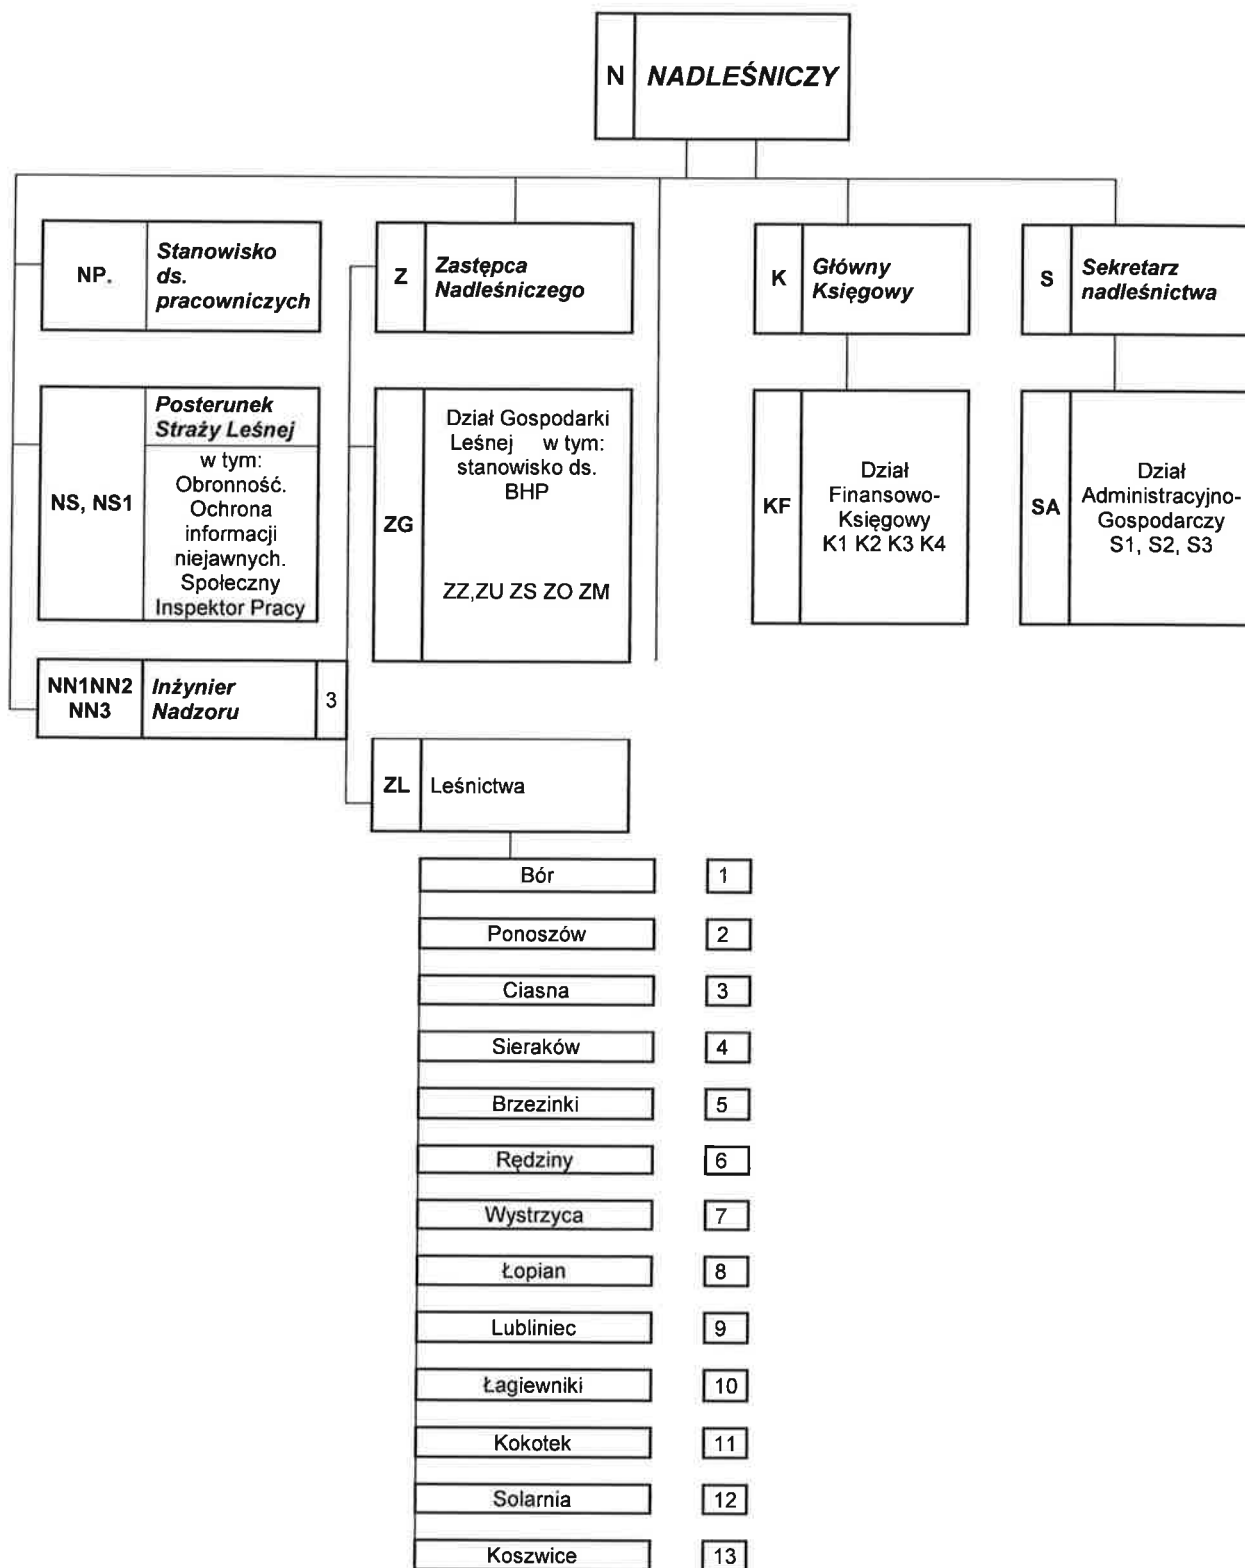 N
NADLEŚNICZY
NP.
Stanowisko
ds.
pracowniczych
Z
Zastępca
Nadleśniczego
K
Główny
Księgowy
S
Sekretarz
nadleśnictwa
NS, NS1
Posterunek
Straży Leśnej
w tym:
Obronność.
Ochrona
informacji
niejawnych.
Społeczny
Inspektor Pracy
ZG
Dział Gospodarki
Leśnej w tym:
stanowisko ds.
BHP
ZZ,ZU ZS ZO ZM
KF
Dział
Finansowo-
Księgowy
K1 K2 K3 K4
SA
Dział
Administracyjno-
Gospodarczy
S1, S2, S3
NN1NN2
NN3
Inżynier
Nadzoru
3
ZL
Leśnictwa
Bór 1
Ponoszów 2
Ciasna 3
Sieraków 4
Brzezinki 5
Rędziny 6
Wystrzyca 7
Łopian 8
Lubliniec 9
Łagiewniki 10
Kokotek 11
Solarnia 12
Koszwice 13